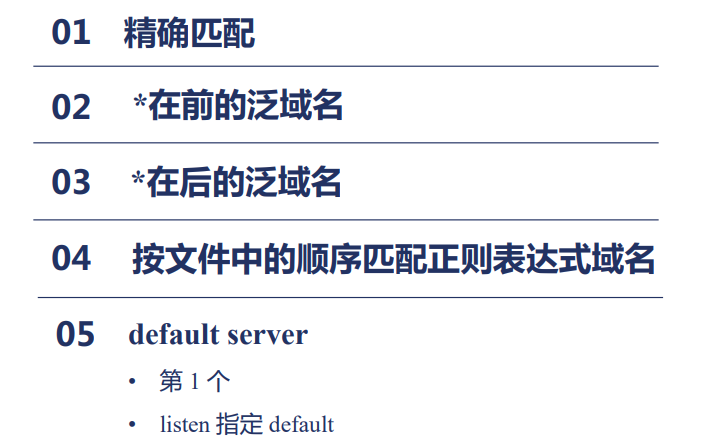 01 精确匹配
02 *在前的泛域名
03 *在后的泛域名
04 按文件中的顺序匹配正则表达式域名
05 default server
• 第 1 个
• listen 指定 default